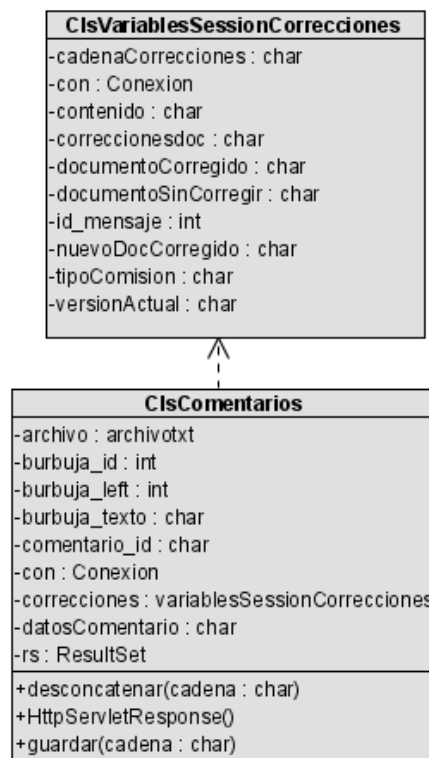 ClsVariablesSessionCorrecciones
-cadenaCorrecciones : char
-con : Conexion
-contenido : char
-correccionesdoc : char
-documentoCorregido : char
-documentoSinCorregir : char
-id_mensaje : int
-nuevoDocCorregido : char
-tipoComision : char
-versionActual : char
ClsComentarios
-archivo : archivotxt
-burbuja_id : int
-burbuja_left : int
-burbuja_texto : char
-comentario_id : char
-con : Conexion
-correcciones : variablesSessionCorrecciones
-datosComentario : char
-rs : ResultSet
+desconcatenar(cadena : char)
+HttpServletResponse()
+guardar(cadena : char)